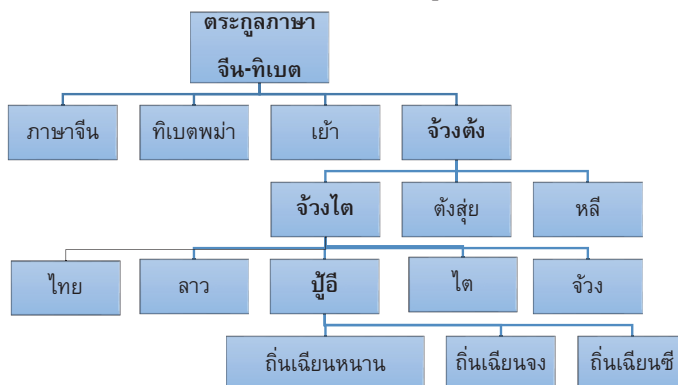 ตระกูลภาษา
จีน-ทิเบต
ภาษาจีน
ทิเบตพม่า
เย้า
จ้วงต้ง
จ้วงไต
ตังสุ่ย
หลี
ไทย
ลาว
ปู้อี
ไต
จ้วง
ถิ่นเฉียนหนาน
ถิ่นเฉียนจง
ถิ่นเฉียนซี